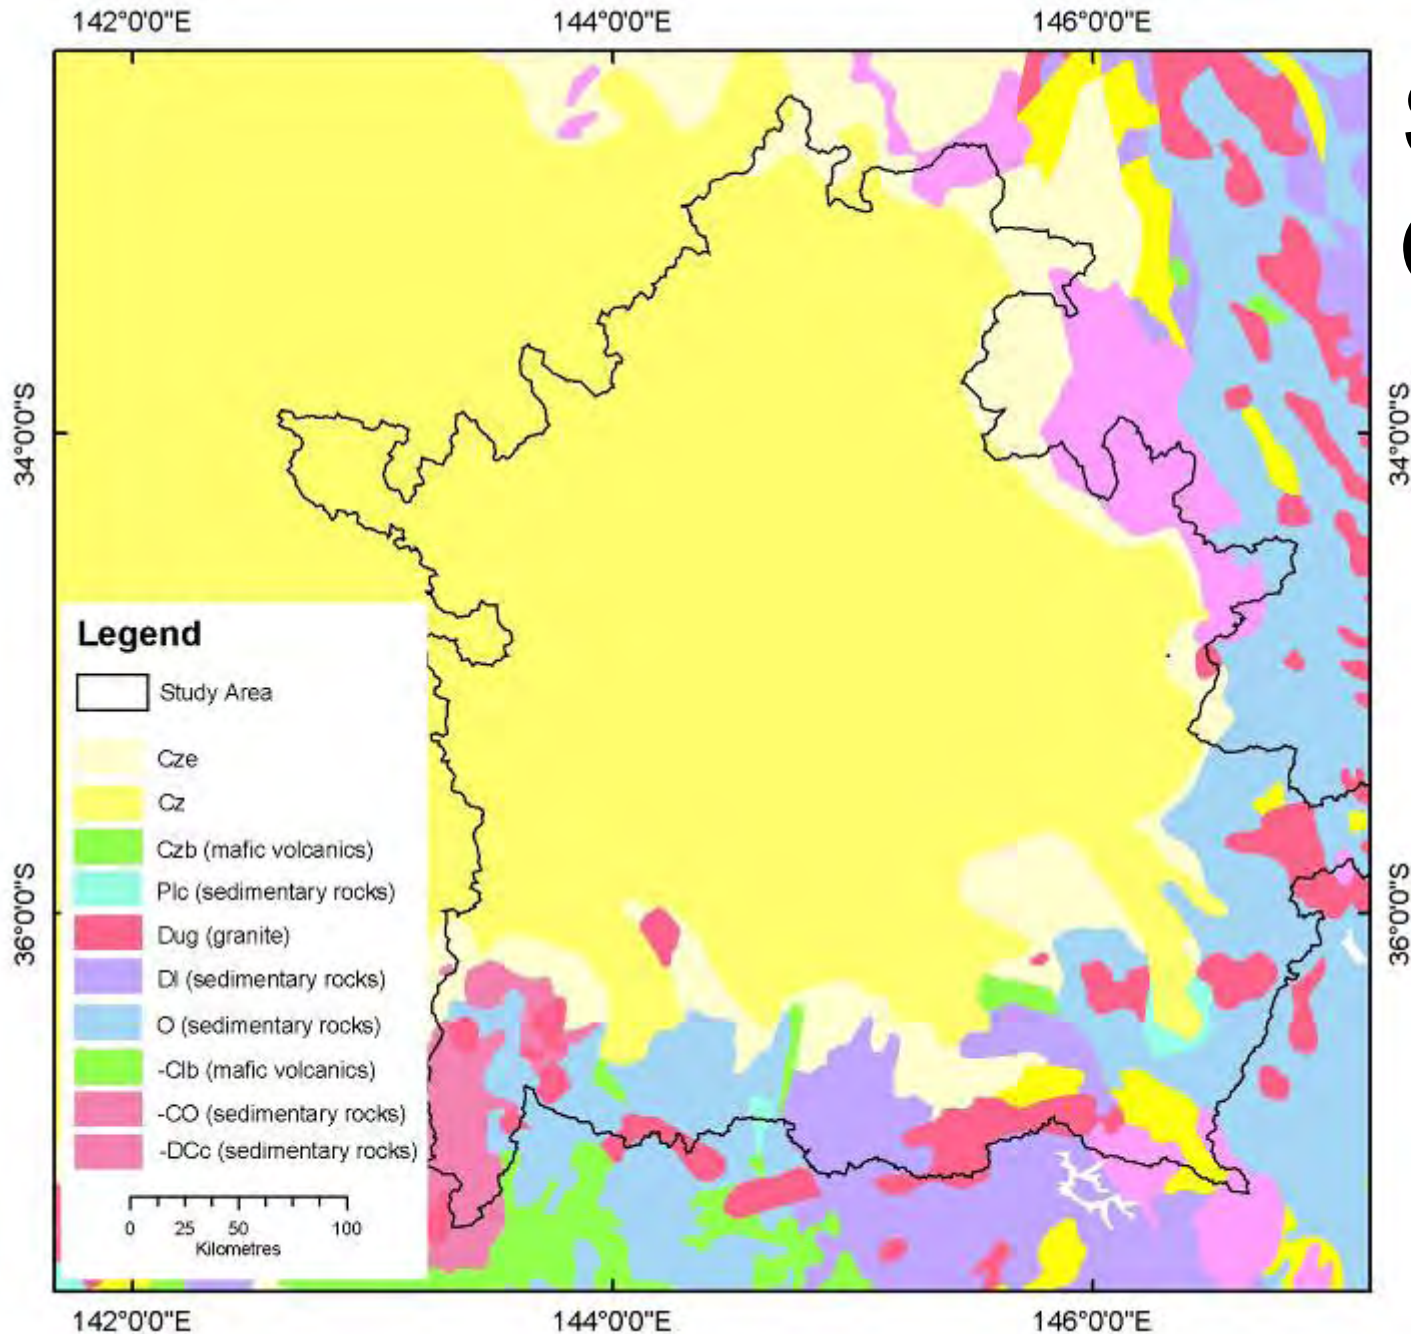 142°0'0"E 144°0'0"E 146°0'0"E
34°0'0"S 34°0'0"S
36°0'0"S 36°0'0"S
Legend
Study Area
Cze
Cz
Czb (mafic volcanics)
Plc (sedimentary rocks)
Dug (granite)
Dl (sedimentary rocks)
O (sedimentary rocks)
-Clb (mafic volcanics)
-CO (sedimentary rocks)
-DCc (sedimentary rocks)
0 25 50 100
Kilometres
142°0'0"E 144°0'0"E 146°0'0"E